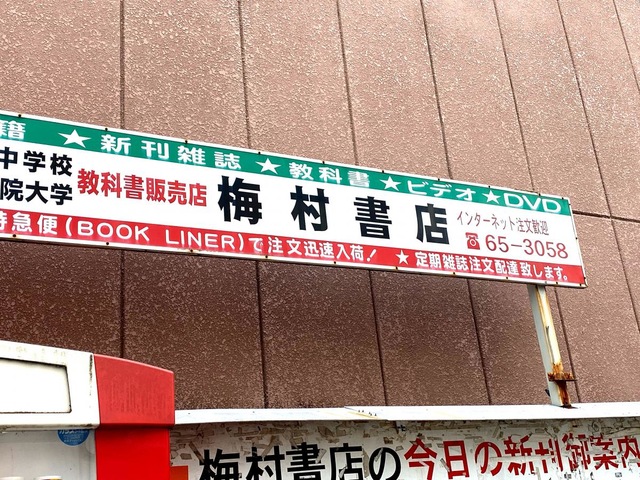 籍 ★ 新刊雑誌 ★ 教科書 ★ ビデオ ★ DVD
中学校
院大学
教科書販売店
梅村書店
インターネット注文歓迎
☎ 65-3058
特急便(BOOK LINER)で注文迅速入荷! ★ 定期雑誌注文配達致します。
梅村書店の今日の新刊御案内